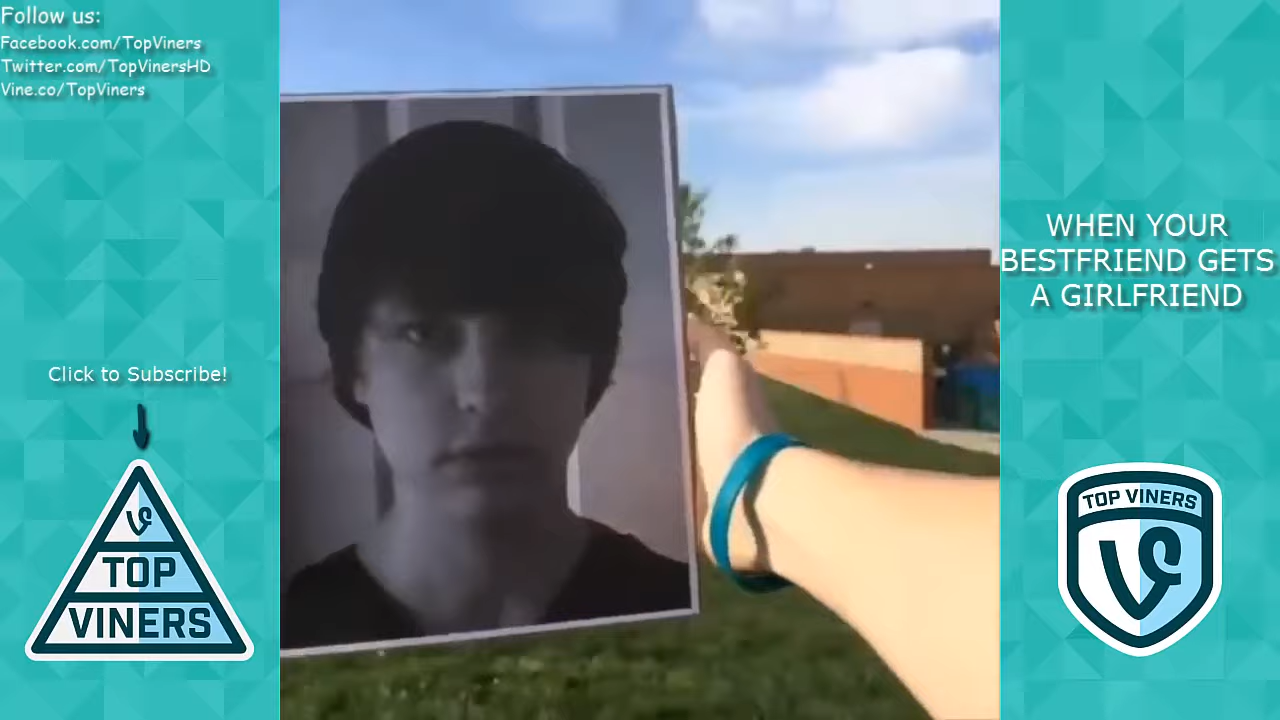 Follow us:
Facebook.com/TopViners
Twitter.com/TopVinersHD
Vine.co/TopViners
WHEN YOUR
BESTFRIEND GETS
A GIRLFRIEND
Click to Subscribe!
TOP
VINERS
TOP VINERS